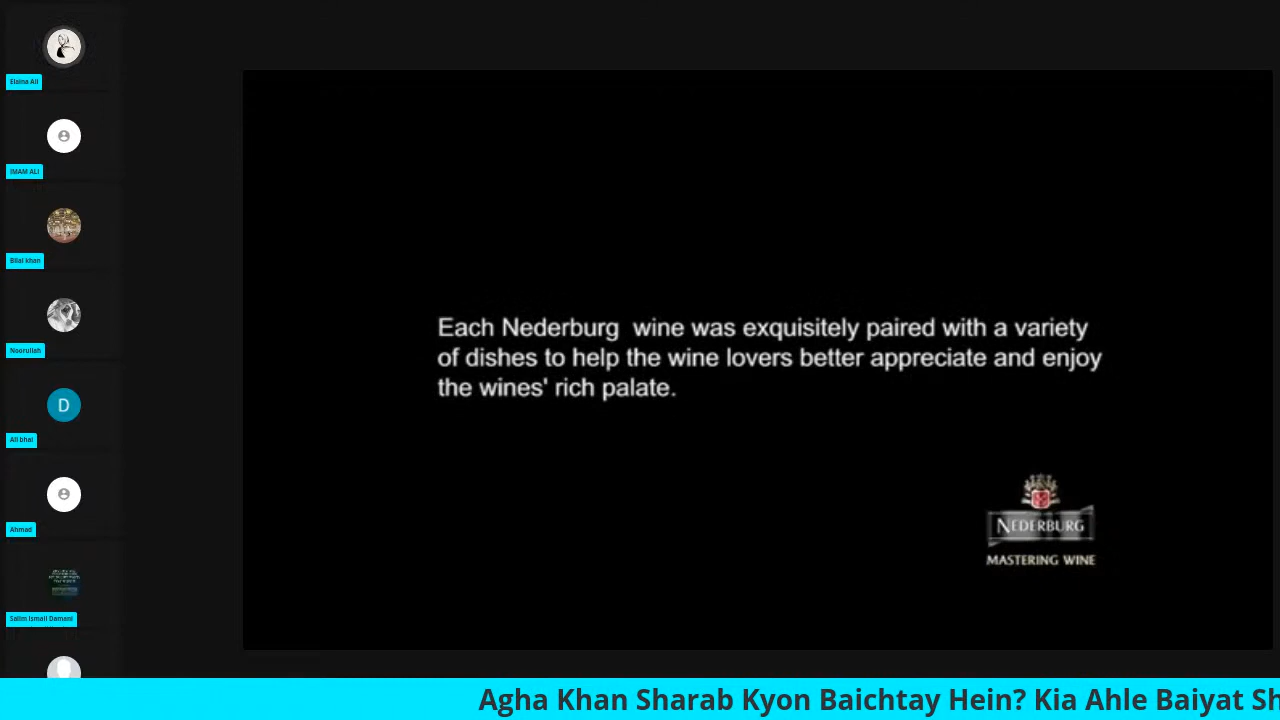 Elaina Ali
IMAM ALI
Bilal khan
Noorullah
D
Ali bhai
Ahmad
Salim Ismail Damani
Each Nederburg wine was exquisitely paired with a variety
of dishes to help the wine lovers better appreciate and enjoy
the wines' rich palate.
NEDERBURG
MASTERING WINE
Agha Khan Sharab Kyon Baichtay Hein? Kia Ahle Baiyat Sh